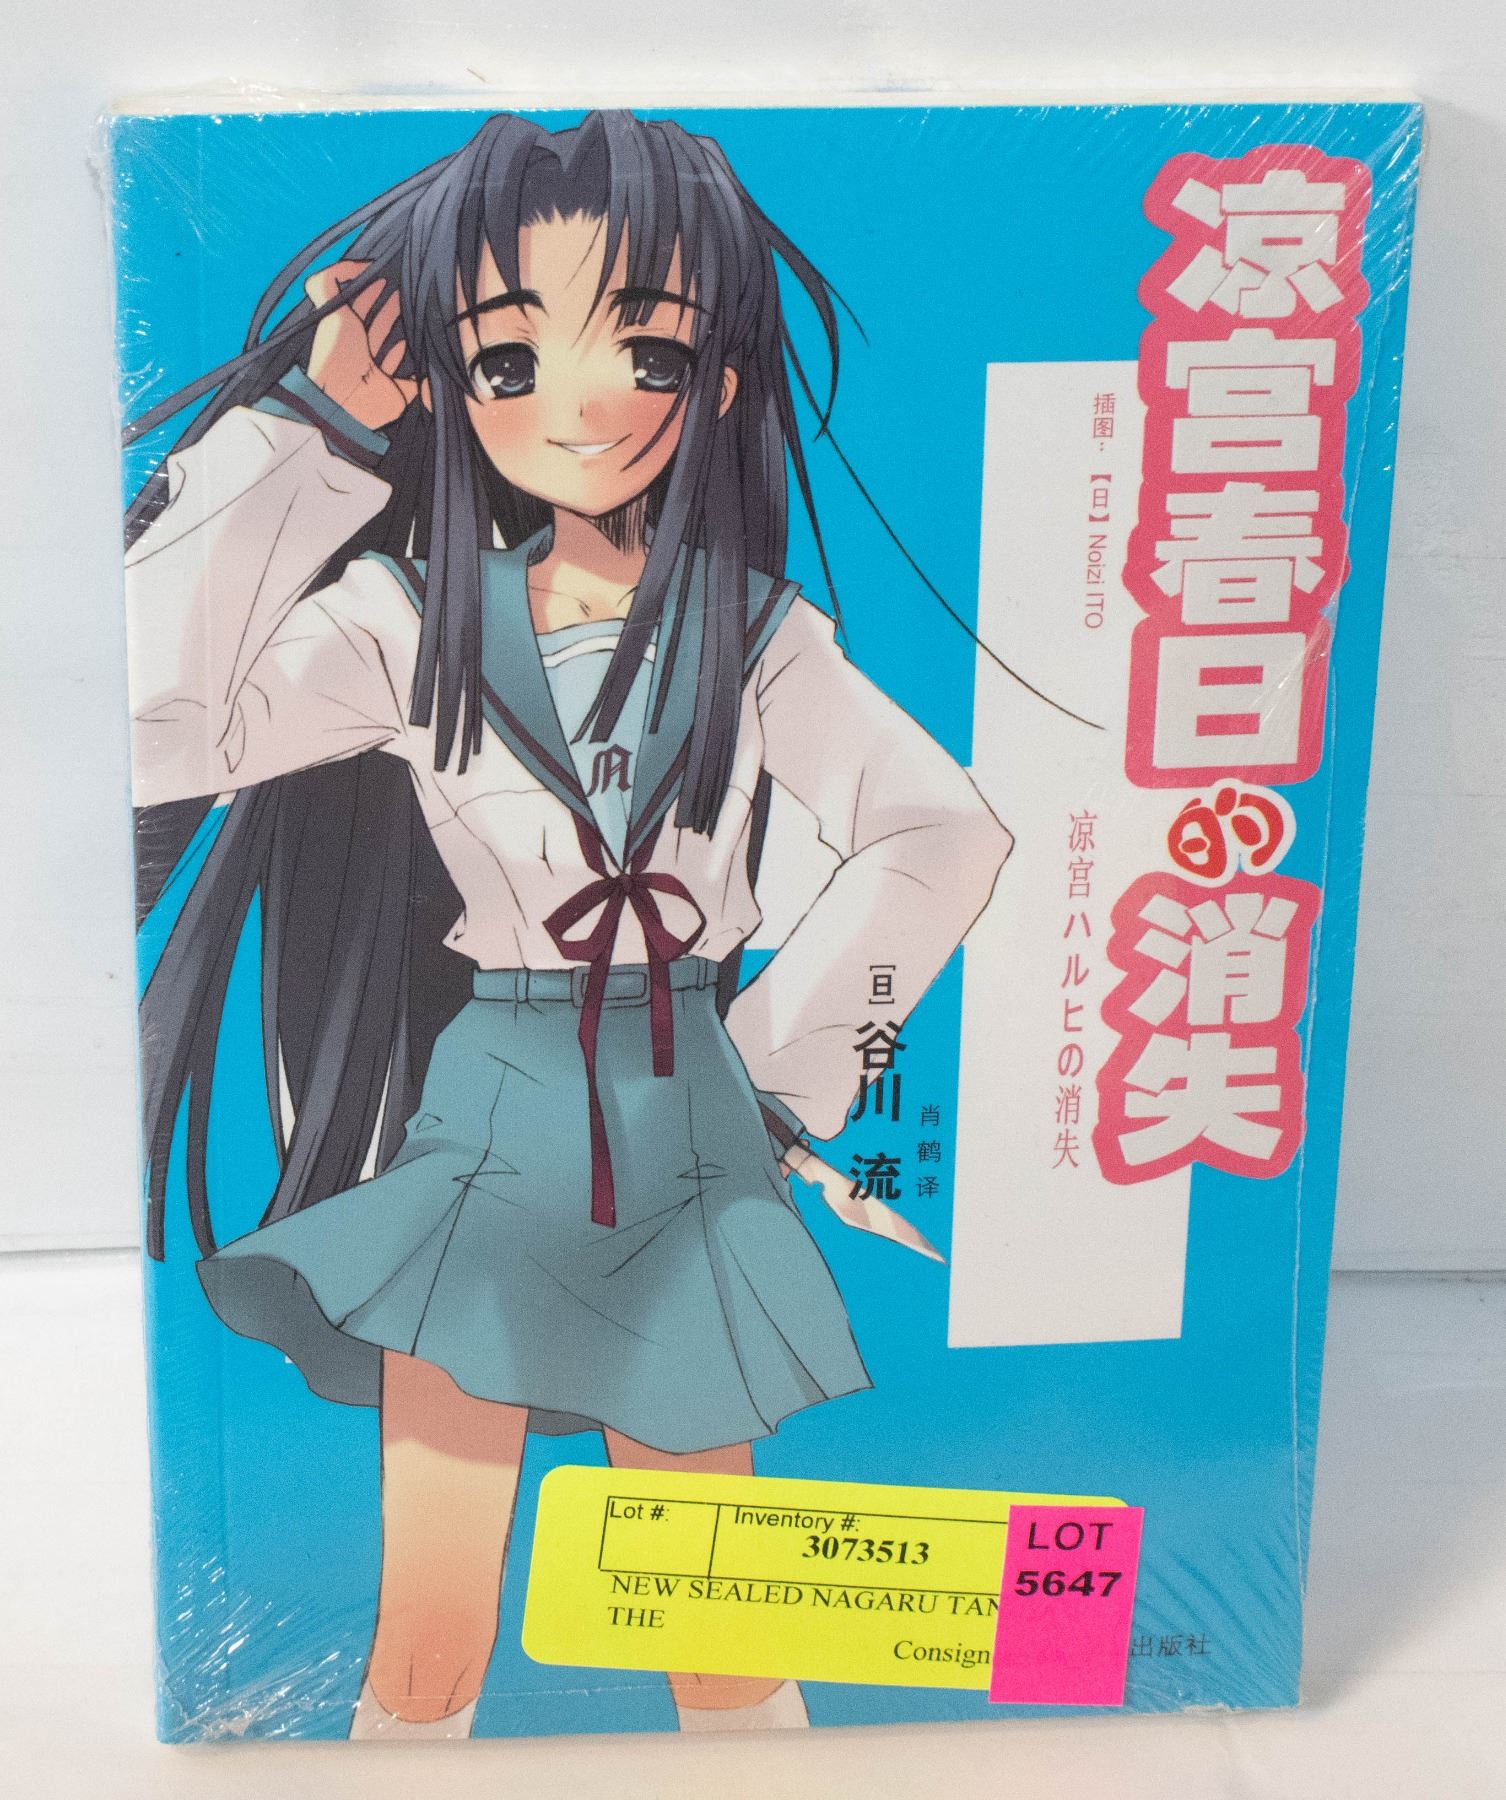 凉宫春日的消失
插图：【日】Noizi ITO
凉宫ハルヒの消失
[日]谷川 流
肖鹤译
N
Lot #:
Inventory #:
3073513
NEW SEALED NAGARU TAN
THE
Consign
LOT
5647
出版社